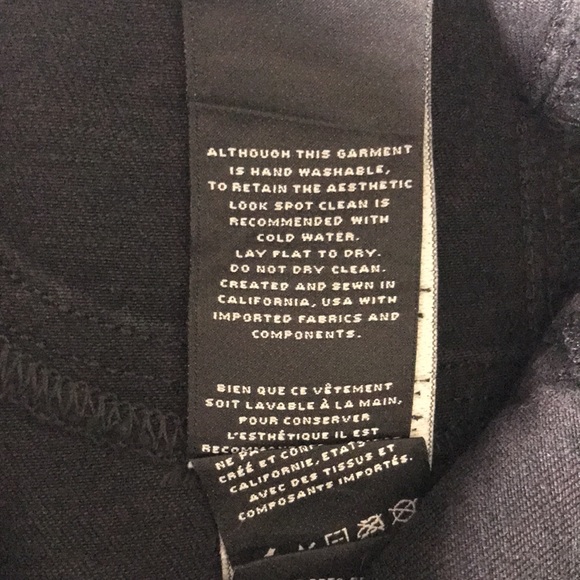 ALTHOUGH THIS GARMENT
IS HAND WASHABLE,
TO RETAIN THE AESTHETIC
LOOK SPOT CLEAN IS
RECOMMENDED WITH
COLD WATER.
LAY FLAT TO DRY.
DO NOT DRY CLEAN.
CREATED AND SEWN IN
CALIFORNIA, USA WITH
IMPORTED FABRICS AND
COMPONENTS.
BIEN QUE CE VÊTEMENT
SOIT LAVABLE À LA MAIN,
POUR CONSERVER
L'ESTHÉTIQUE IL EST
NE
CRÉÉ ET
CALIFORNIE, ETATS
AVEC DES TISSUS ET
COMPOSANTS IMPORTÉS.